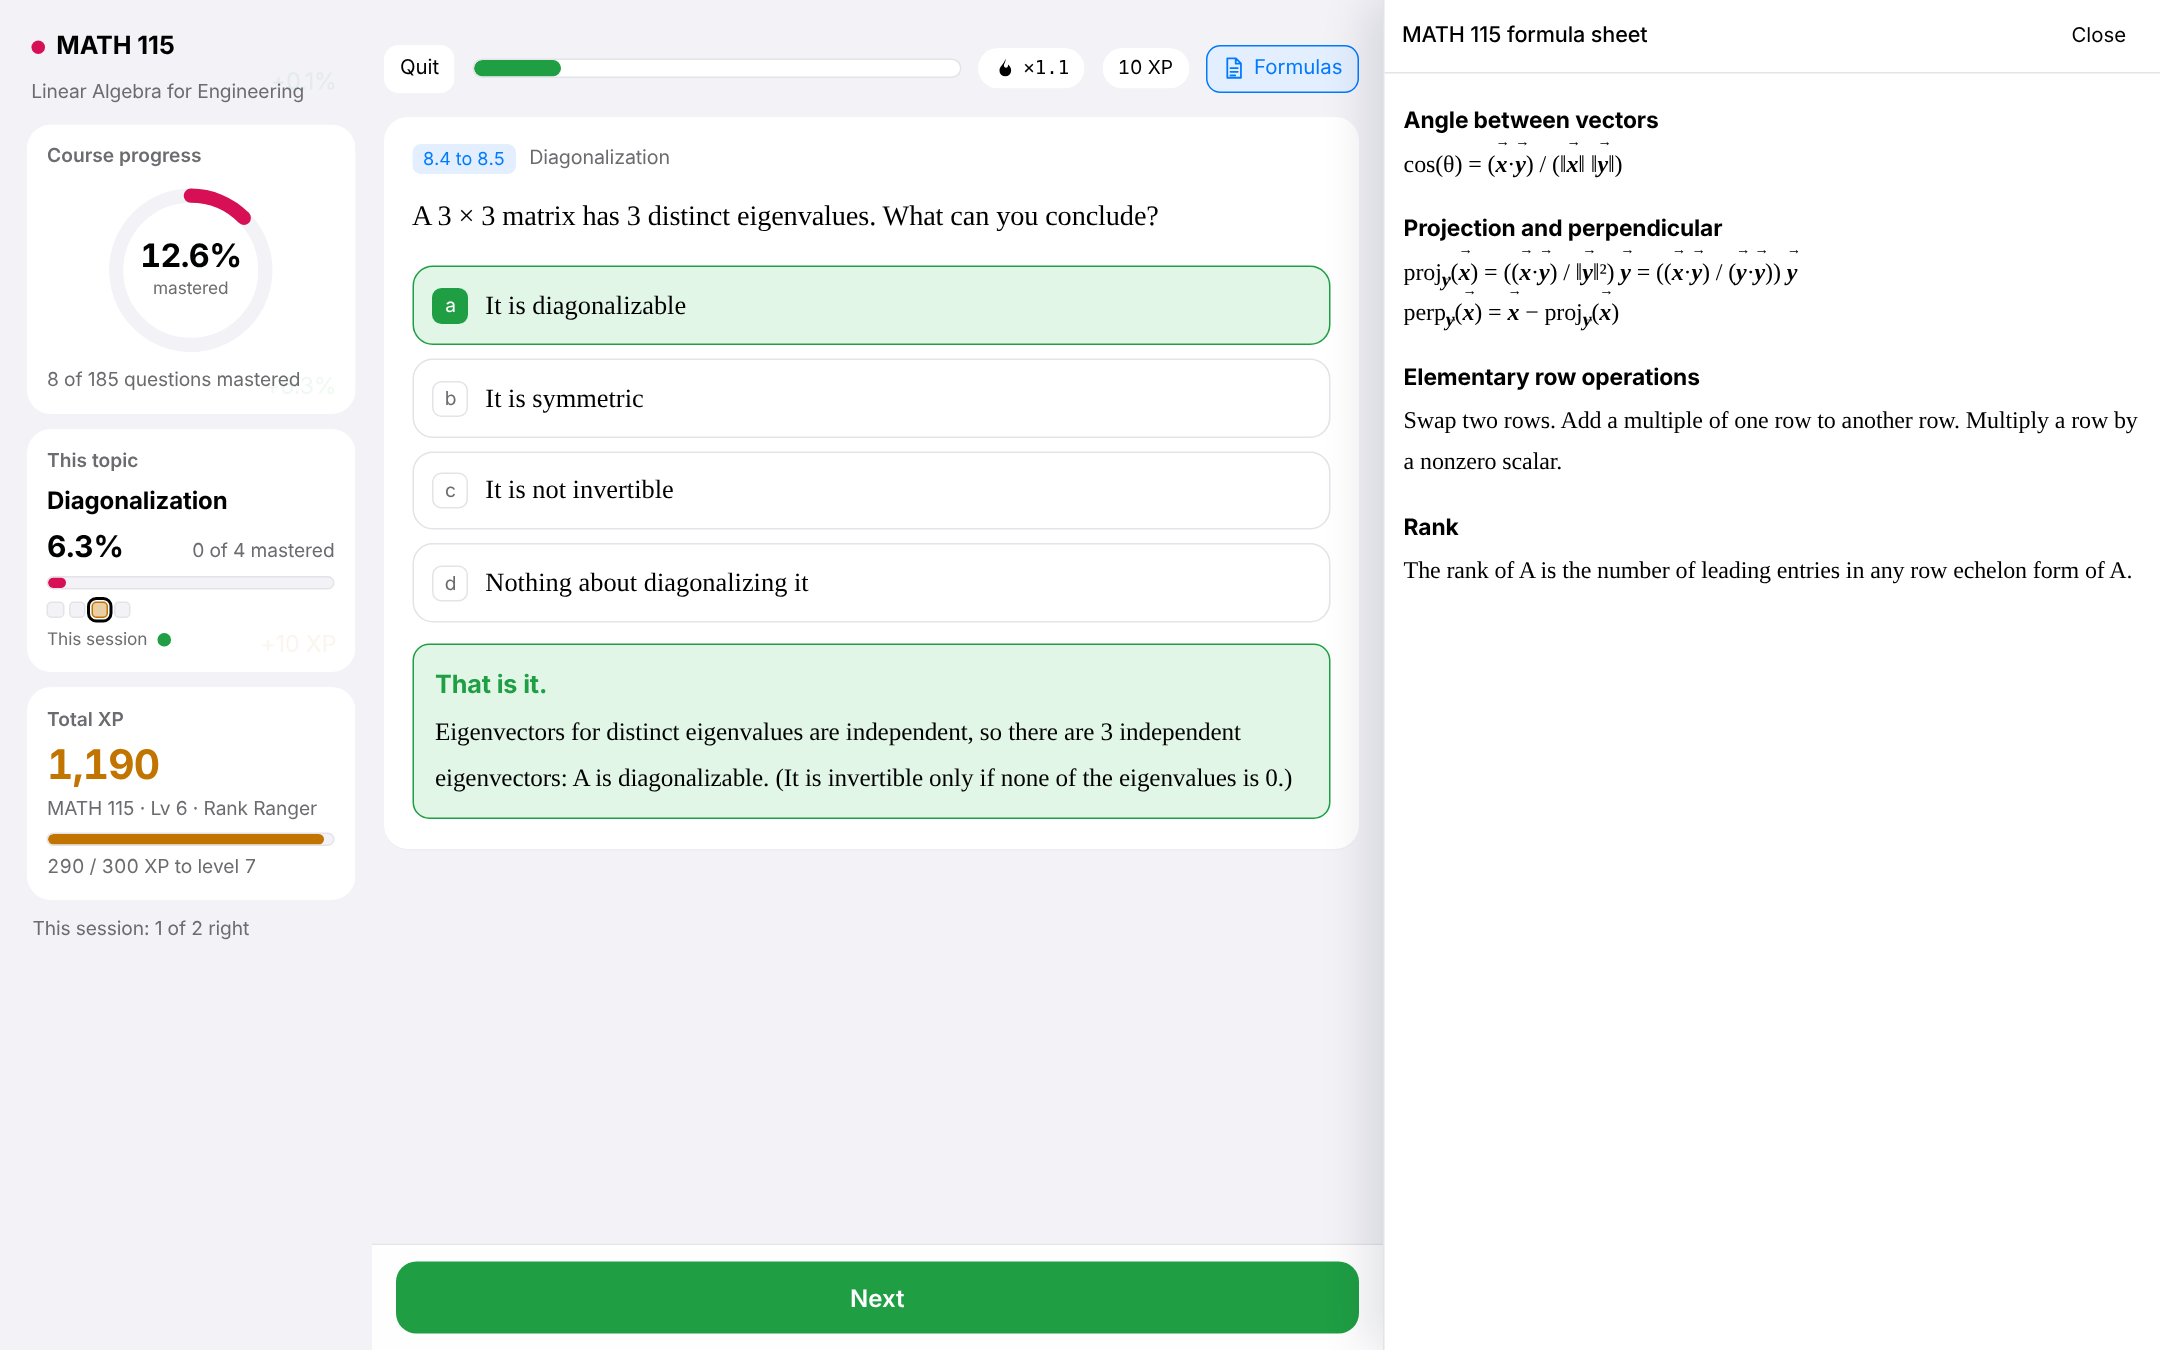 MATH 115
+0.1%
Linear Algebra for Engineering
Course progress
12.6%
mastered
8 of 185 questions mastered
This topic
Diagonalization
6.3%
0 of 4 mastered
This session
+10 XP
Total XP
1,190
MATH 115 · Lv 6 · Rank Ranger
290 / 300 XP to level 7
This session: 1 of 2 right
Quit
×1.1
10 XP
Formulas
8.4 to 8.5 Diagonalization
A 3 × 3 matrix has 3 distinct eigenvalues. What can you conclude?
a It is diagonalizable
b It is symmetric
c It is not invertible
d Nothing about diagonalizing it
That is it.
Eigenvectors for distinct eigenvalues are independent, so there are 3 independent
eigenvectors: A is diagonalizable. (It is invertible only if none of the eigenvalues is 0.)
Next
MATH 115 formula sheet
Close
Angle between vectors
cos(θ) = (x⃗·y⃗) / (‖x⃗‖ ‖y⃗‖)
Projection and perpendicular
proj_y⃗(x⃗) = ((x⃗·y⃗) / ‖y⃗‖²) y⃗ = ((x⃗·y⃗) / (y⃗·y⃗)) y⃗
perp_y⃗(x⃗) = x⃗ − proj_y⃗(x⃗)
Elementary row operations
Swap two rows. Add a multiple of one row to another row. Multiply a row by
a nonzero scalar.
Rank
The rank of A is the number of leading entries in any row echelon form of A.